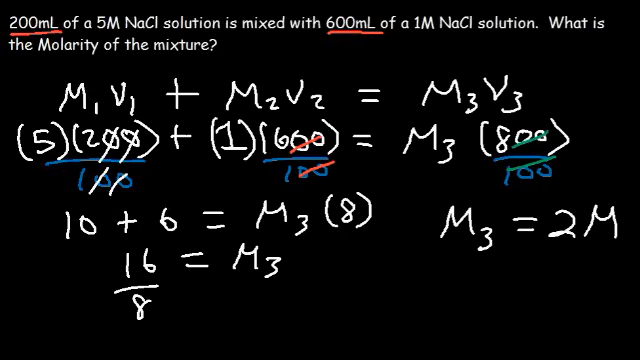 200mL of a 5M NaCl solution is mixed with 600mL of a 1M NaCl solution. What is
the Molarity of the mixture?
M₁V₁ + M₂V₂ = M₃V₃
(5)(200) + (1)(600) = M₃ (800)
100 100 100
10 + 6 = M₃ (8)
M₃ = 2M
16 = M₃
8